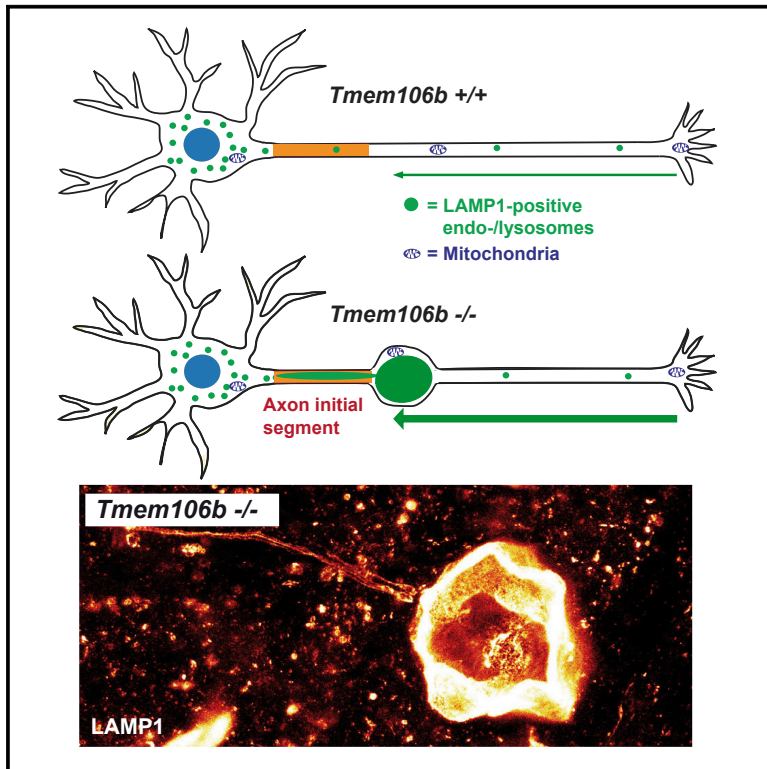 Tmem106b +/+
= LAMP1-positive
endo-/lysosomes
= Mitochondria
Tmem106b -/-
Axon initial
segment
Tmem106b -/-
LAMP1